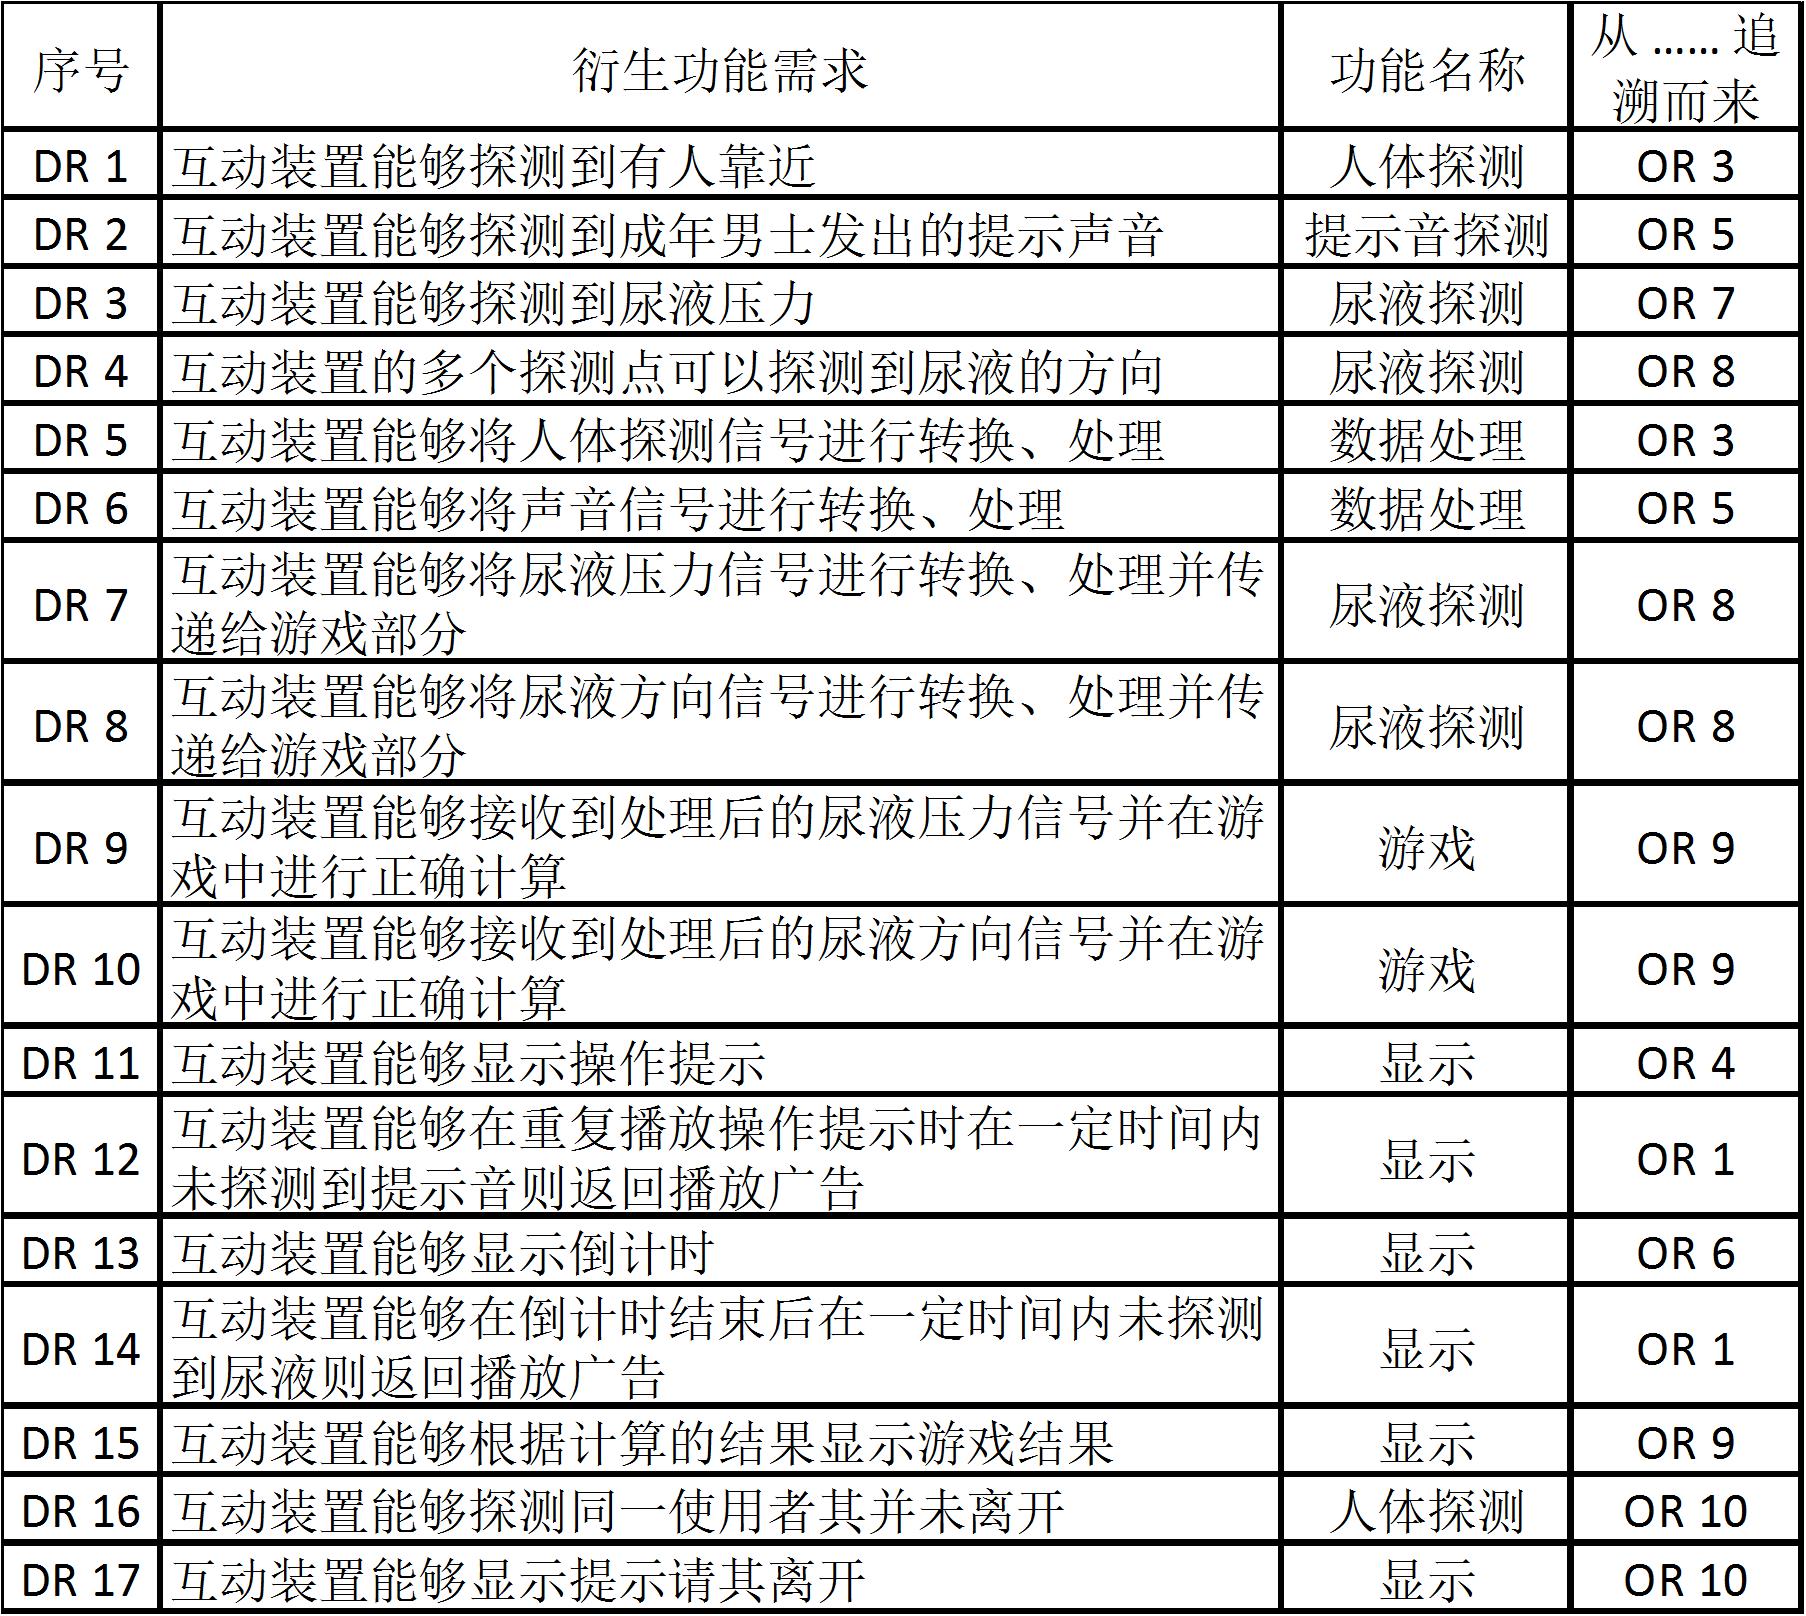 序号 衍生功能需求 功能名称 从……追
溯而来
DR 1 互动装置能够探测到有人靠近 人体探测 OR 3
DR 2 互动装置能够探测到成年男士发出的提示声音 提示音探测 OR 5
DR 3 互动装置能够探测到尿液压力 尿液探测 OR 7
DR 4 互动装置的多个探测点可以探测到尿液的方向 尿液探测 OR 8
DR 5 互动装置能够将人体探测信号进行转换、处理 数据处理 OR 3
DR 6 互动装置能够将声音信号进行转换、处理 数据处理 OR 5
DR 7 互动装置能够将尿液压力信号进行转换、处理并传
递给游戏部分 尿液探测 OR 8
DR 8 互动装置能够将尿液方向信号进行转换、处理并传
递给游戏部分 尿液探测 OR 8
DR 9 互动装置能够接收到处理后的尿液压力信号并在游
戏中进行正确计算 游戏 OR 9
DR 10 互动装置能够接收到处理后的尿液方向信号并在游
戏中进行正确计算 游戏 OR 9
DR 11 互动装置能够显示操作提示 显示 OR 4
DR 12 互动装置能够在重复播放操作提示时在一定时间内
未探测到提示音则返回播放广告 显示 OR 1
DR 13 互动装置能够显示倒计时 显示 OR 6
DR 14 互动装置能够在倒计时结束后在一定时间内未探测
到尿液则返回播放广告 显示 OR 1
DR 15 互动装置能够根据计算的结果显示游戏结果 显示 OR 9
DR 16 互动装置能够探测同一使用者其并未离开 人体探测 OR 10
DR 17 互动装置能够显示提示请其离开 显示 OR 10